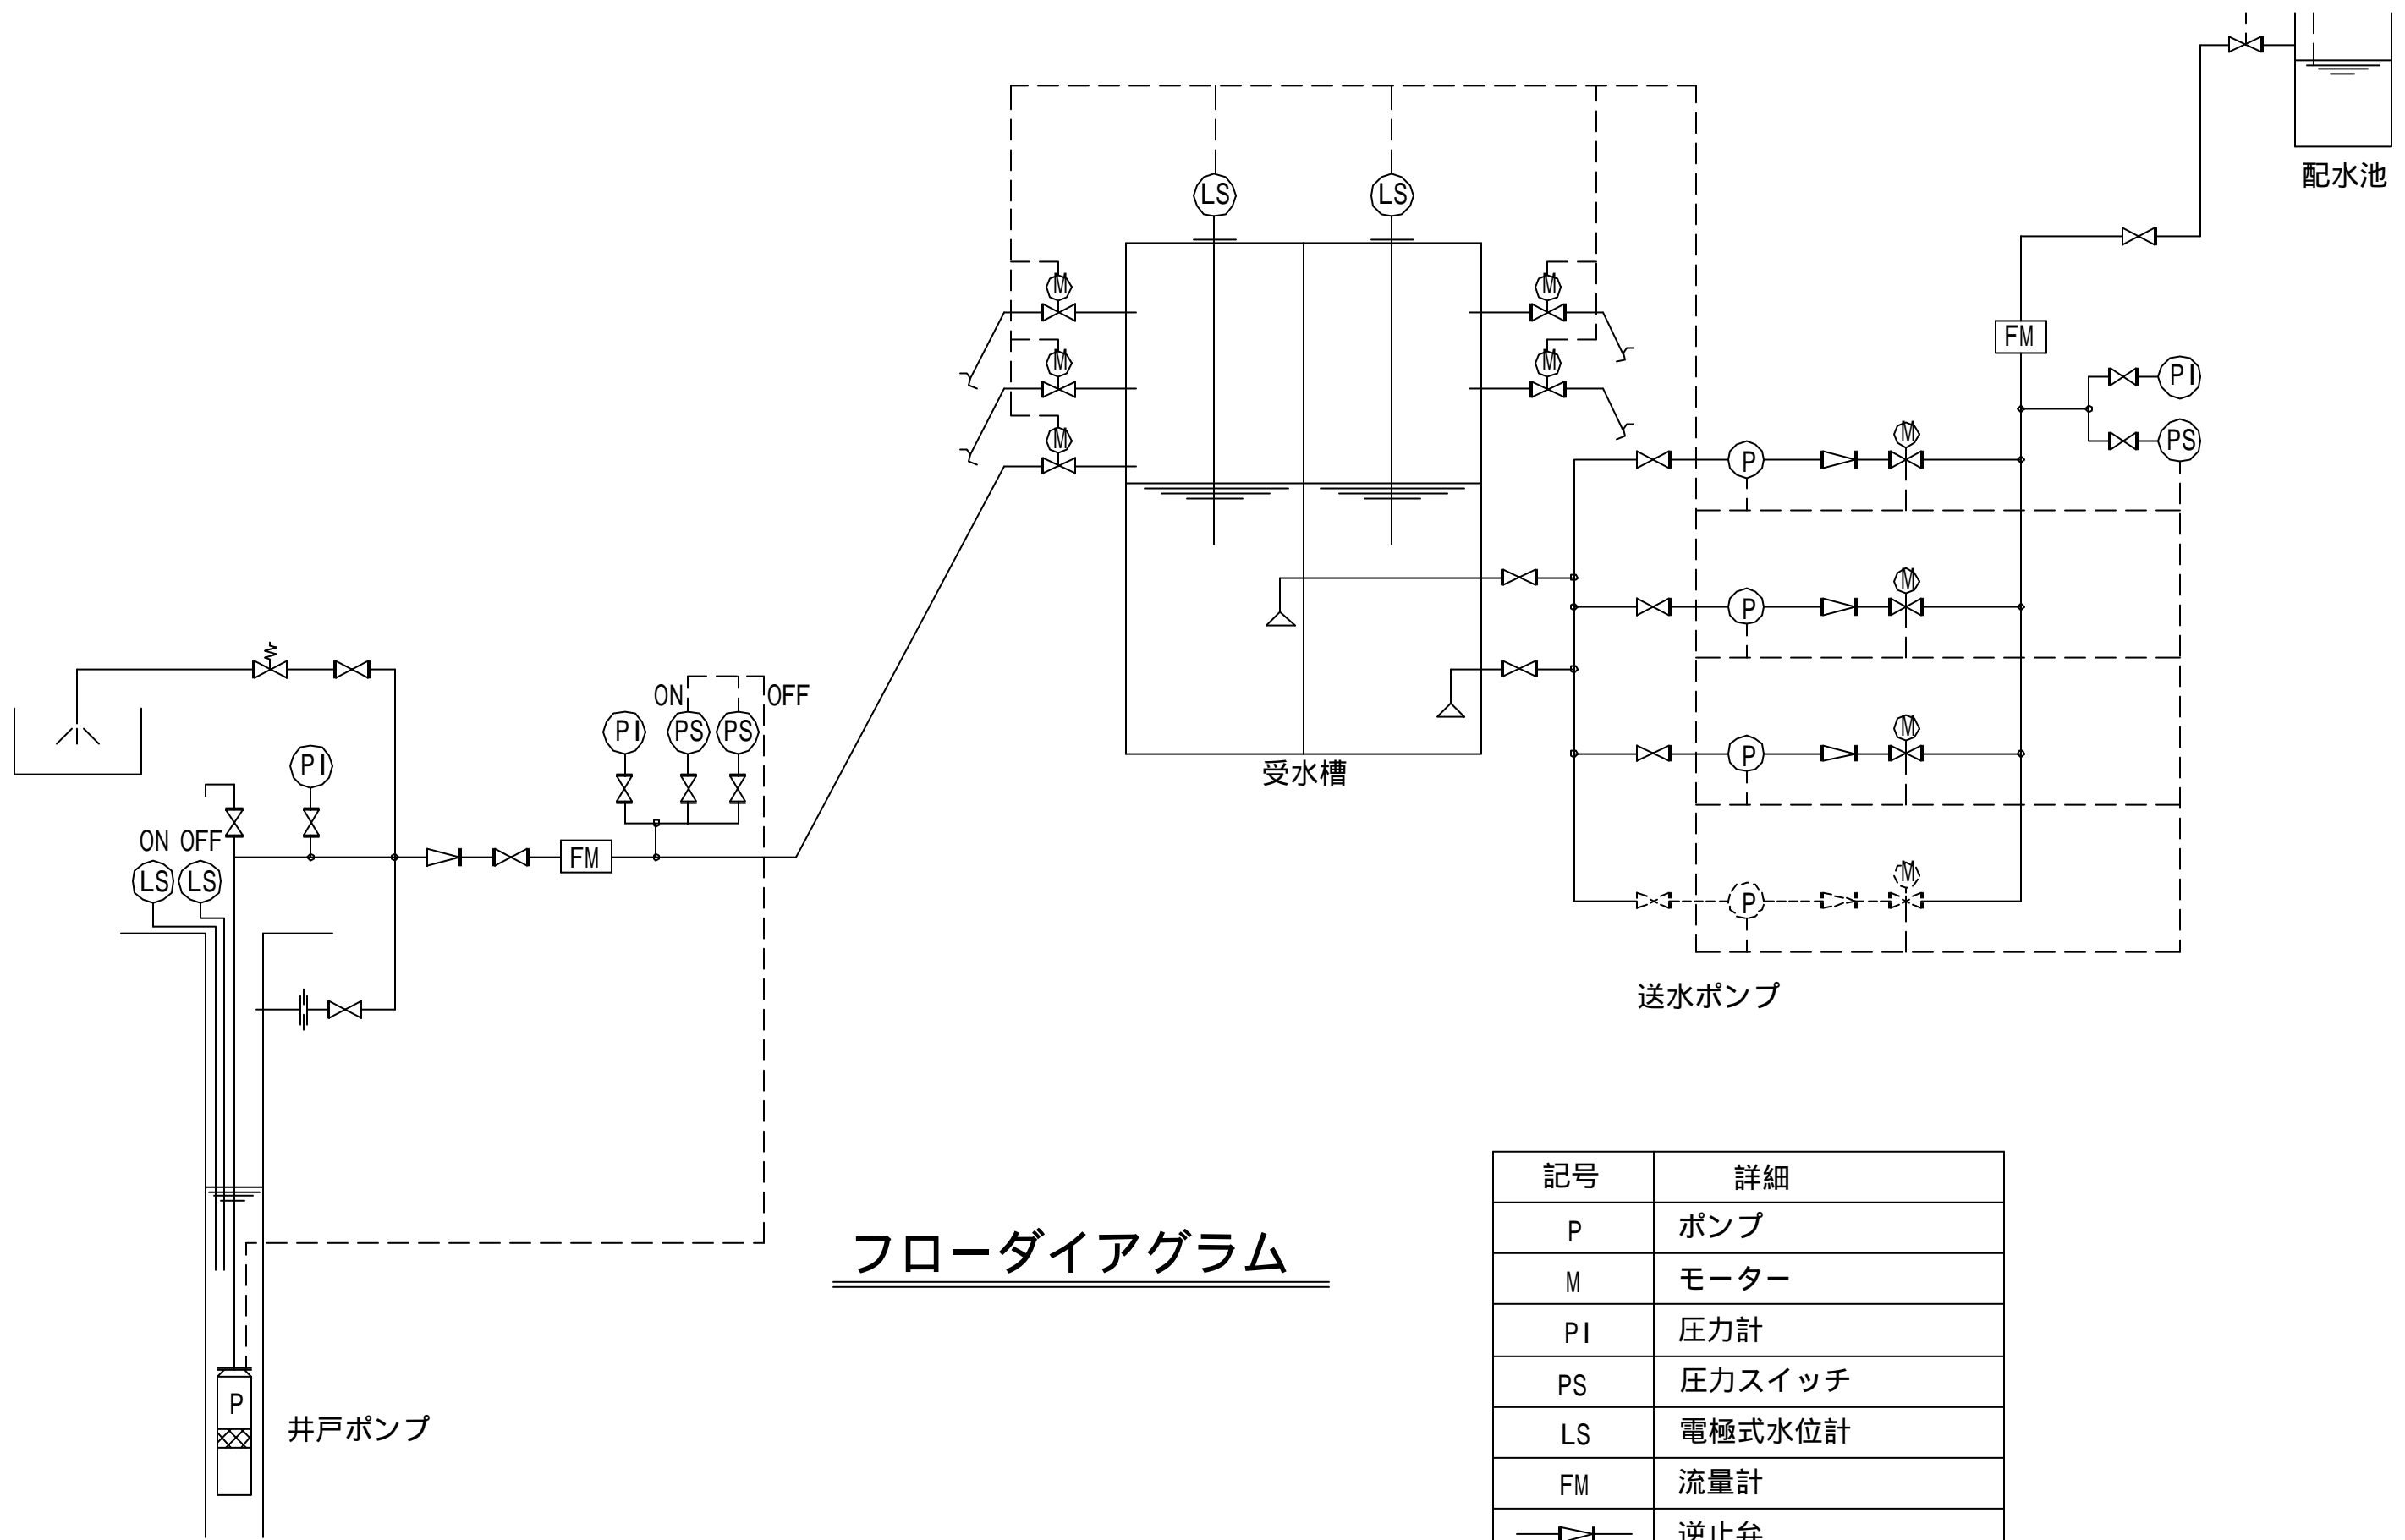 配水池
LS LS
M M
M M
M
FM
PI
PS
P M
P M
P M
P M
受水槽
送水ポンプ
ON OFF
PI PS PS
PI
ON OFF
LS LS
FM
P
井戸ポンプ
フローダイアグラム
記号 詳細
P ポンプ
M モーター
PI 圧力計
PS 圧力スイッチ
LS 電極式水位計
FM 流量計
逆止弁